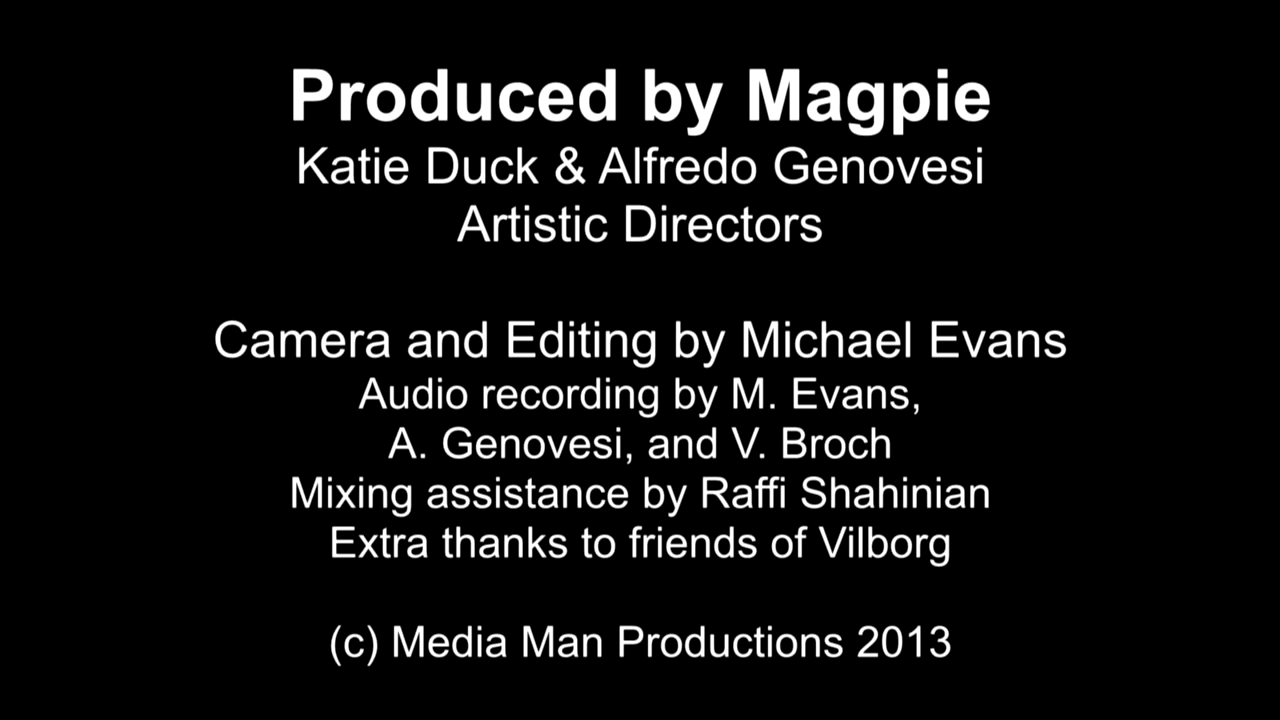 Produced by Magpie
Katie Duck & Alfredo Genovesi
Artistic Directors
Camera and Editing by Michael Evans
Audio recording by M. Evans,
A. Genovesi, and V. Broch
Mixing assistance by Raffi Shahinian
Extra thanks to friends of Vilborg
(c) Media Man Productions 2013